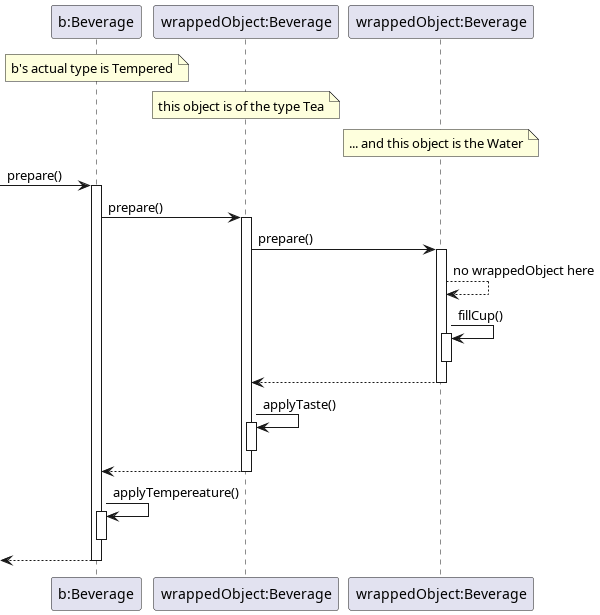 b:Beverage
wrappedObject:Beverage
wrappedObject:Beverage
b's actual type is Tempered
this object is of the type Tea
... and this object is the Water
prepare()
prepare()
prepare()
no wrappedObject here
fillCup()
applyTaste()
applyTempereature()
b:Beverage
wrappedObject:Beverage
wrappedObject:Beverage